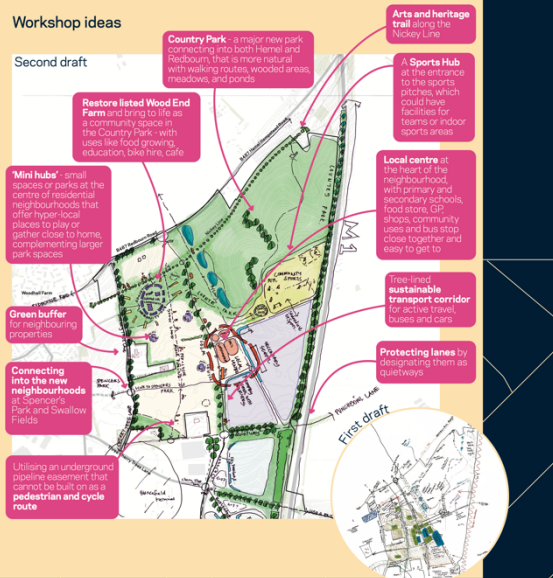 Workshop ideas
Second draft
Arts and heritage
trail along the
Nickey Line
Country Park - a major new park
connecting into both Hemel and
Redbourn, that is more natural
with walking routes, wooded areas,
meadows, and ponds
A Sports Hub
at the entrance
to the sports
pitches, which
could have
facilities for
teams or indoor
sports areas
Restore listed Wood End
Farm and bring to life as
a community space in
the Country Park - with
uses like food growing,
education, bike hire, cafe
'Mini hubs' - small
spaces or parks at the
centre of residential
neighbourhoods that
offer hyper-local
places to play or
gather close to home,
complementing larger
park spaces
Local centre at
the heart of the
neighbourhood,
with primary and
secondary schools,
food store, GP,
shops, community
uses and bus stop
close together and
easy to get to
M1
Woodhall Farm
Tree-lined
sustainable
transport corridor
for active travel,
buses and cars
Green buffer
for neighbouring
properties
Protecting lanes by
designating them as
quietways
Connecting
into the new
neighbourhoods
at Spencer's
Park and Swallow
Fields
SPENCERS
PARK
PUNCHBOWL LANE
First draft
Utilising an underground
pipeline easement that
cannot be built on as a
pedestrian and cycle
route